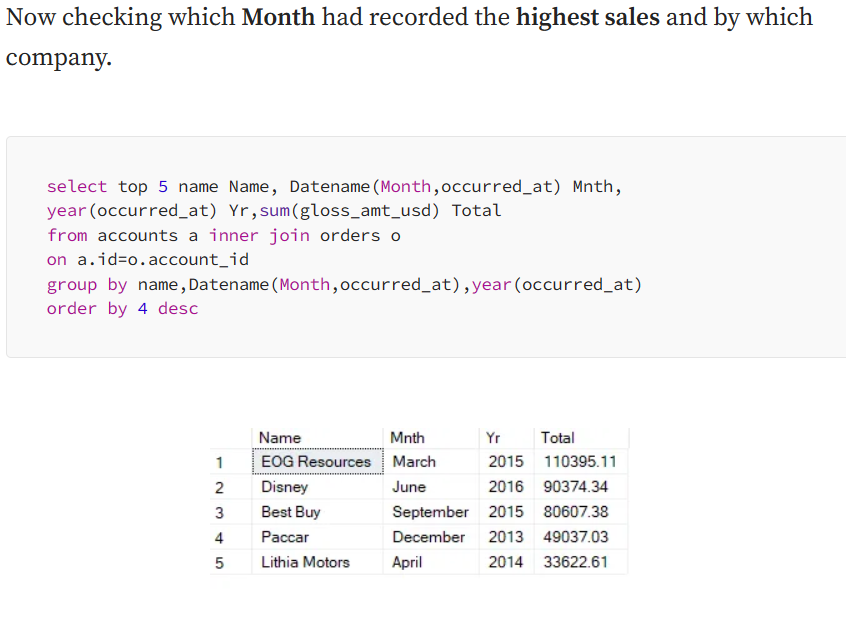 Now checking which Month had recorded the highest sales and by which
company.
select top 5 name Name, Datename(Month,occurred_at) Mnth,
year(occurred_at) Yr,sum(gloss_amt_usd) Total
from accounts a inner join orders o
on a.id=o.account_id
group by name,Datename(Month,occurred_at),year(occurred_at)
order by 4 desc
Name Mnth Yr Total
1 EOG Resources March 2015 110395.11
2 Disney June 2016 90374.34
3 Best Buy September 2015 80607.38
4 Paccar December 2013 49037.03
5 Lithia Motors April 2014 33622.61